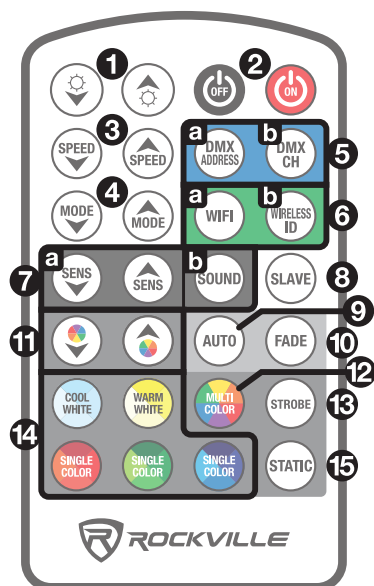 1
2
OFF
ON
3
SPEED
SPEED
a
DMX
ADDRESS
b
DMX
CH
5
4
MODE
MODE
a
WIFI
b
WIRELESS
ID
6
7
a
SENS
SENS
b
SOUND
SLAVE
8
9
11
AUTO
FADE
10
12
14
COOL
WHITE
WARM
WHITE
MULTI
COLOR
STROBE
13
SINGLE
COLOR
SINGLE
COLOR
SINGLE
COLOR
STATIC
15
R ROCKVILLE